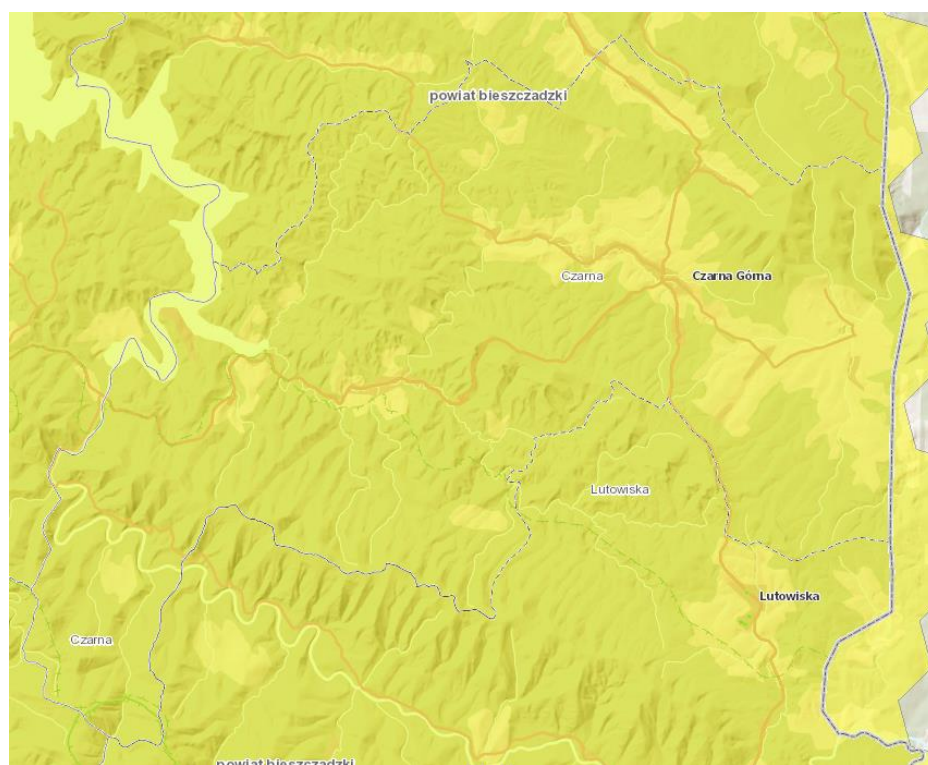 powiat bieszczadzki
Czarna
Czarna Górna
Lutowiska
Lutowiska
Czarna
powiat bieszczadzki